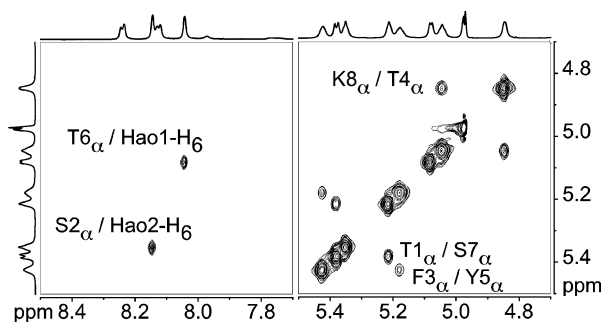 K8α / T4α
4.8
T6α / Hao1-H6
5.0
5.2
S2α / Hao2-H6
T1α / S7α
5.4
F3α / Y5α
ppm
ppm 8.4 8.2 8.0 7.8 5.4 5.2 5.0 4.8